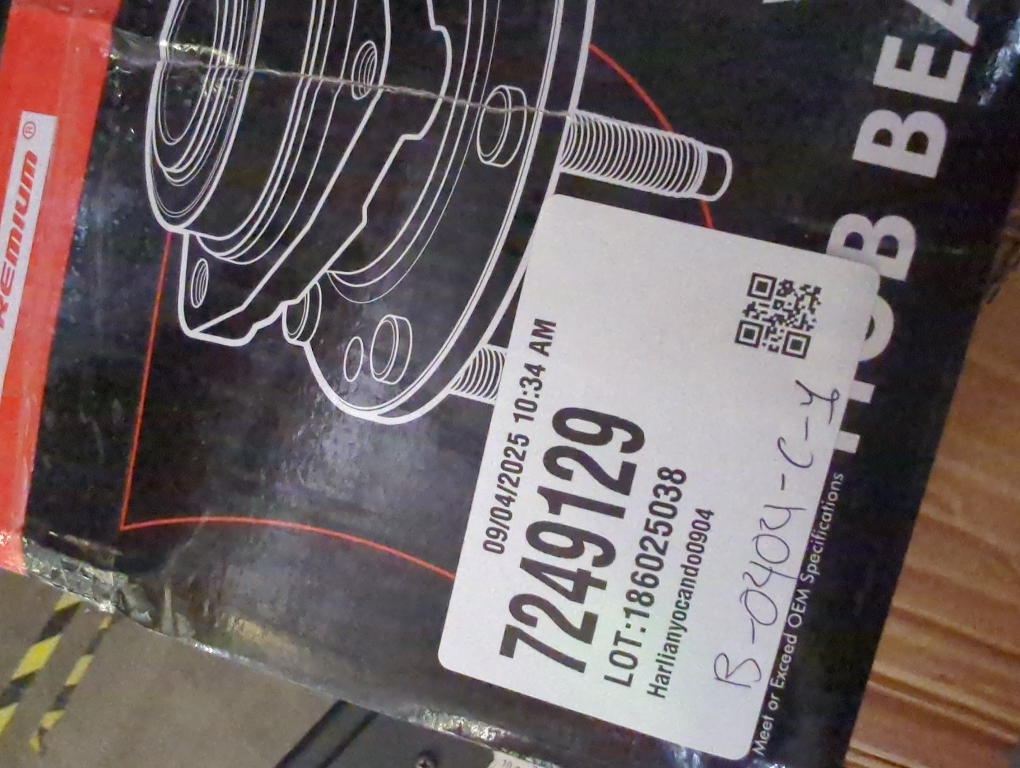 REMIUM®
HUB BEA
09/04/2025 10:34 AM
7249129
LOT:186025038
Harlianyocando0904
B-0404-C-4
Meet or Exceed OEM Specifications